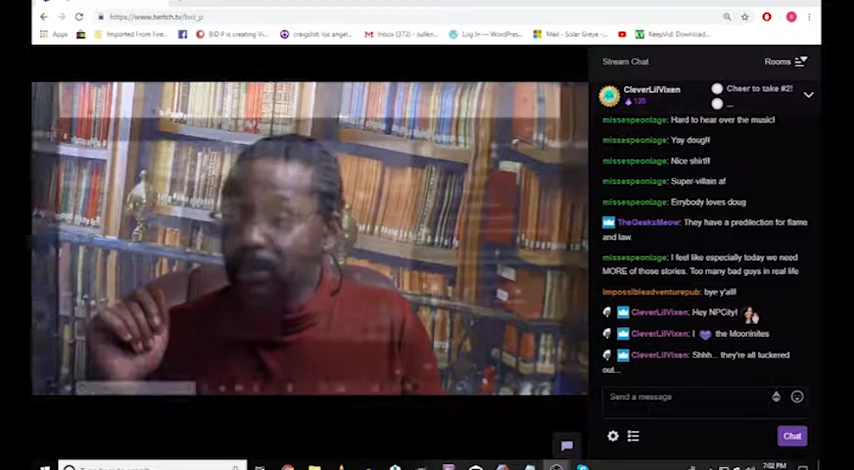 https://www.twitch.tv/bxl_p
Apps
Imported From Fire...
BiDiP is creating Vi...
craigslist: los angel...
Inbox (372) - sullen...
Log In — WordPres...
Mail - Solar Greye -...
KeepVid: Download...
Stream Chat
Rooms
CleverLilVixen
Cheer to take #2!
125
...
missespeonlage: Hard to hear over the music!
missespeonlage: Yay doug!!
missespeonlage: Nice shirt!!
missespeonlage: Super-villain af
missespeonlage: Errybody loves doug
TheGeeksMeow: They have a predilection for flame
and law.
missespeonlage: I feel like especially today we need
MORE of those stories. Too many bad guys in real life
impossibleadventurepub: bye y'all!
CleverLilVixen: Hey NPCity!
CleverLilVixen: I the Mooninites
CleverLilVixen: Shhh... they're all tuckered
out...
Send a message
Chat
7:02 PM